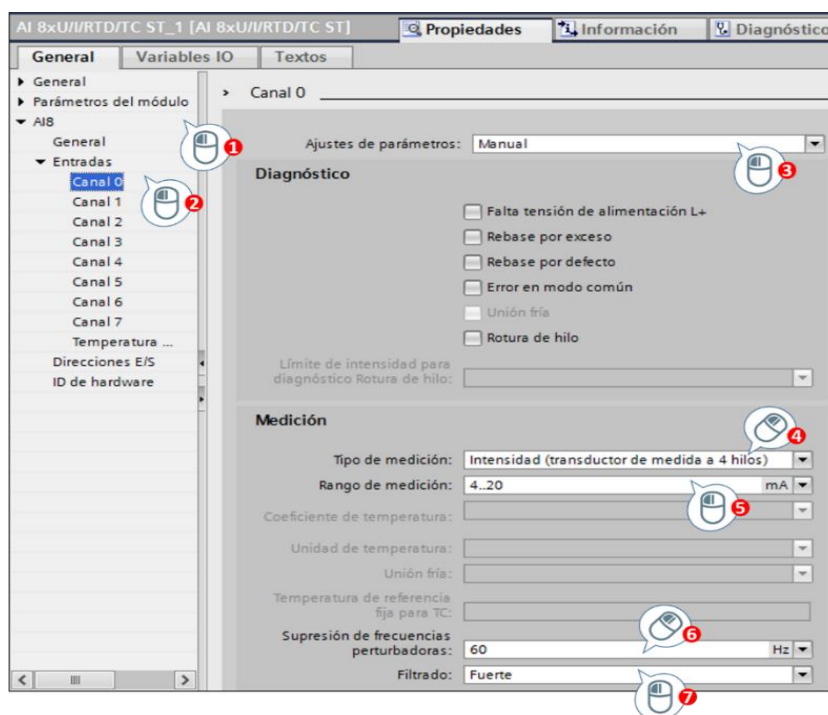 AI 8xU/I/RTD/TC ST_1 [AI 8xU/I/RTD/TC ST]
Propiedades
Información
Diagnóstico
General
Variables IO
Textos
General
Parámetros del módulo
AI8
General
Entradas
Canal 0
Canal 1
Canal 2
Canal 3
Canal 4
Canal 5
Canal 6
Canal 7
Temperatura ...
Direcciones E/S
ID de hardware
1
2
Canal 0
Ajustes de parámetros: Manual
3
Diagnóstico
Falta tensión de alimentación L+
Rebase por exceso
Rebase por defecto
Error en modo común
Unión fría
Rotura de hilo
Límite de intensidad para
diagnóstico Rotura de hilo:
Medición
4
Tipo de medición: Intensidad (transductor de medida a 4 hilos)
Rango de medición: 4..20 mA
5
Coeficiente de temperatura:
Unidad de temperatura:
Unión fría:
Temperatura de referencia
fija para TC:
6
Supresión de frecuencias
perturbadoras: 60 Hz
Filtrado: Fuerte
7